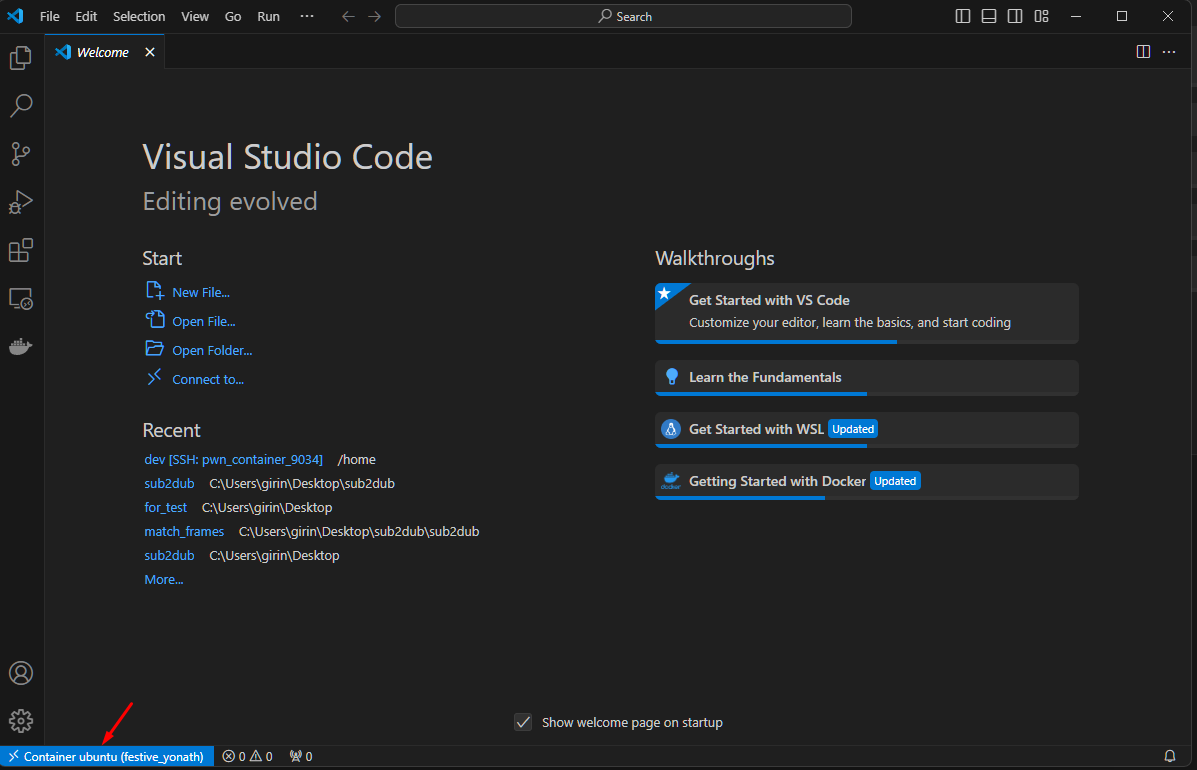 File Edit Selection View Go Run ··· Search
Welcome
Visual Studio Code
Editing evolved
Start
New File...
Open File...
Open Folder...
Connect to...
Recent
dev [SSH: pwn_container_9034] /home
sub2dub C:\Users\girin\Desktop\sub2dub
for_test C:\Users\girin\Desktop
match_frames C:\Users\girin\Desktop\sub2dub\sub2dub
sub2dub C:\Users\girin\Desktop
More...
Walkthroughs
Get Started with VS Code
Customize your editor, learn the basics, and start coding
Learn the Fundamentals
Get Started with WSL Updated
docker
Getting Started with Docker Updated
Show welcome page on startup
Container ubuntu (festive_yonath) 0 0 0